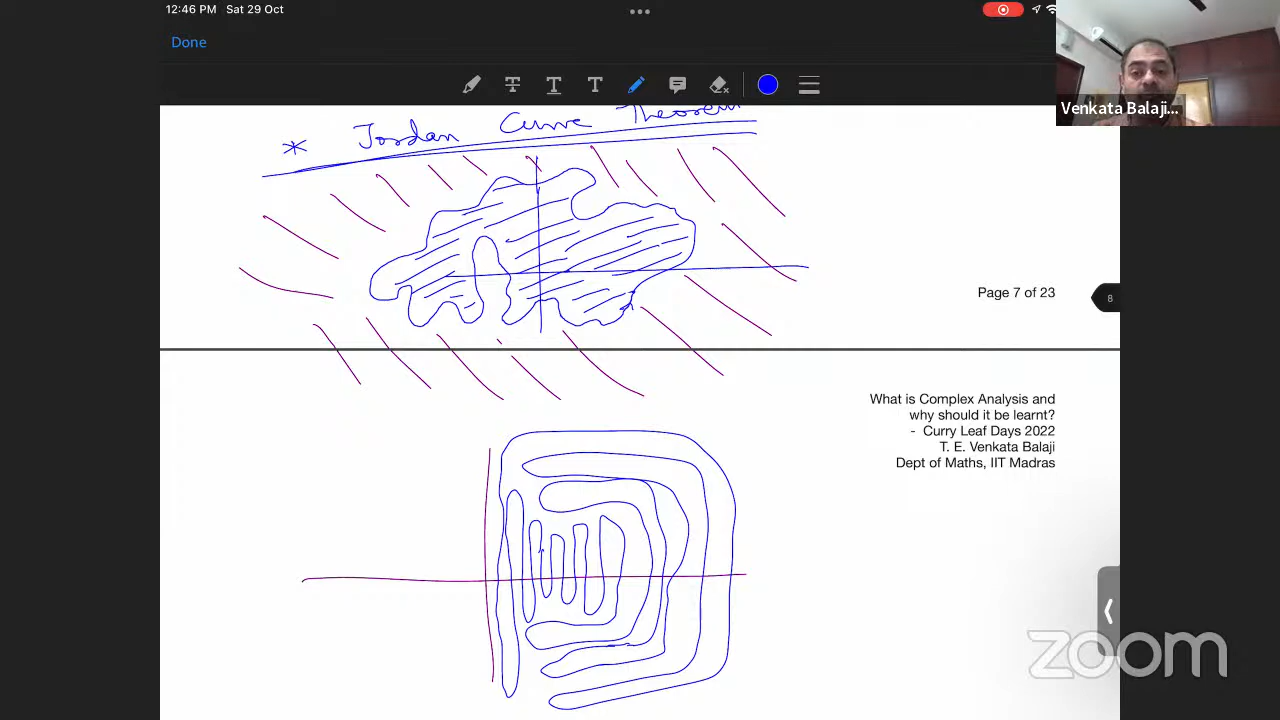 12:46 PM Sat 29 Oct
Done
Venkata Balaji...
* Jordan Curve Theorem
Page 7 of 23
8
What is Complex Analysis and
why should it be learnt?
- Curry Leaf Days 2022
T. E. Venkata Balaji
Dept of Maths, IIT Madras
zoom